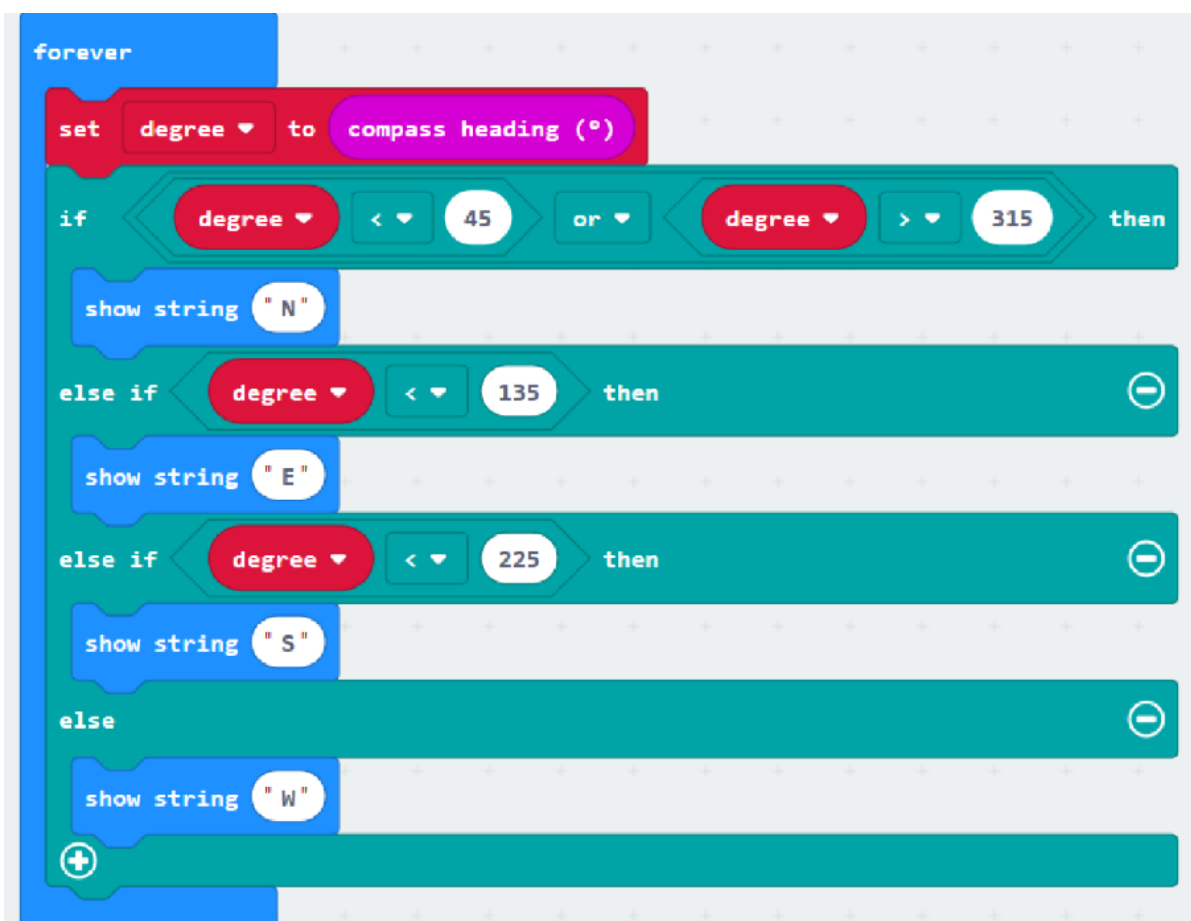 forever
set degree to compass heading (°)
if degree < 45 or degree > 315 then
show string "N"
else if degree < 135 then
show string "E"
else if degree < 225 then
show string "S"
else
show string "W"